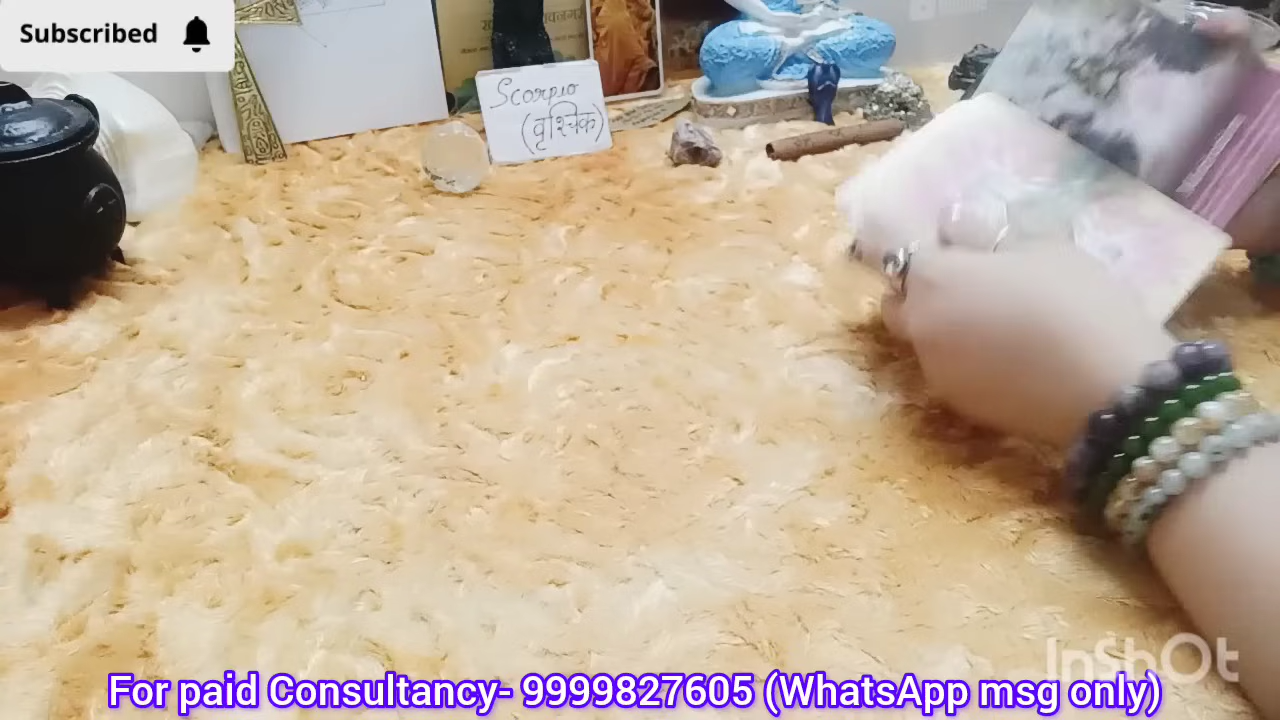 Subscribed
Scorpio
(वृश्चिक)
InShOt
For paid Consultancy- 9999827605 (WhatsApp msg only)